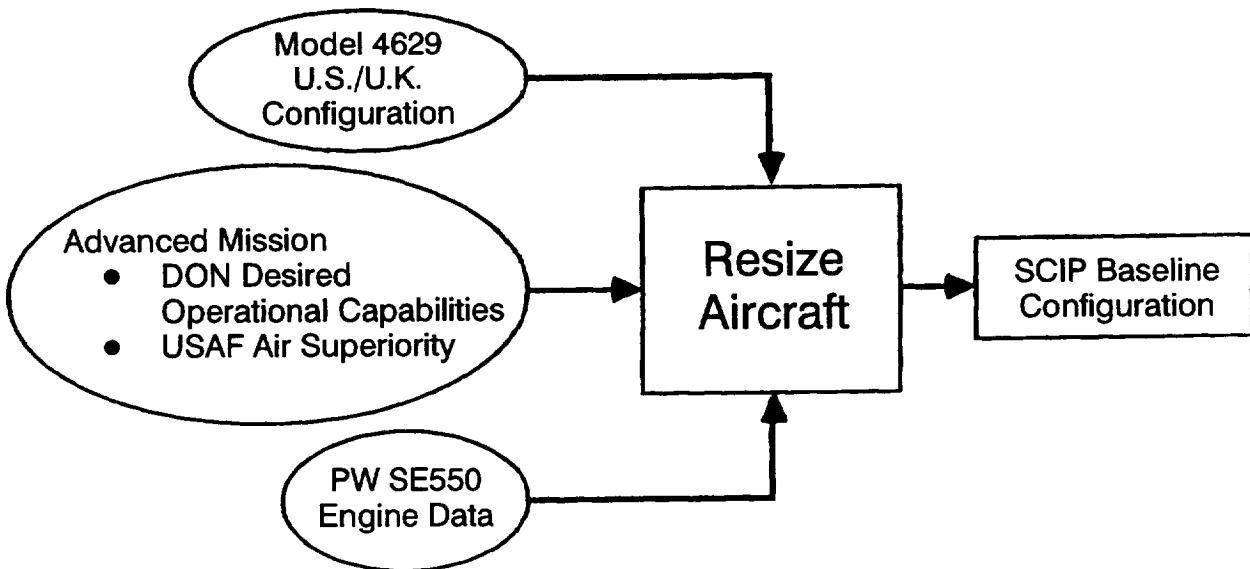 Model 4629
U.S./U.K.
Configuration
Advanced Mission
● DON Desired
Operational Capabilities
● USAF Air Superiority
PW SE550
Engine Data
Resize
Aircraft
SCIP Baseline
Configuration